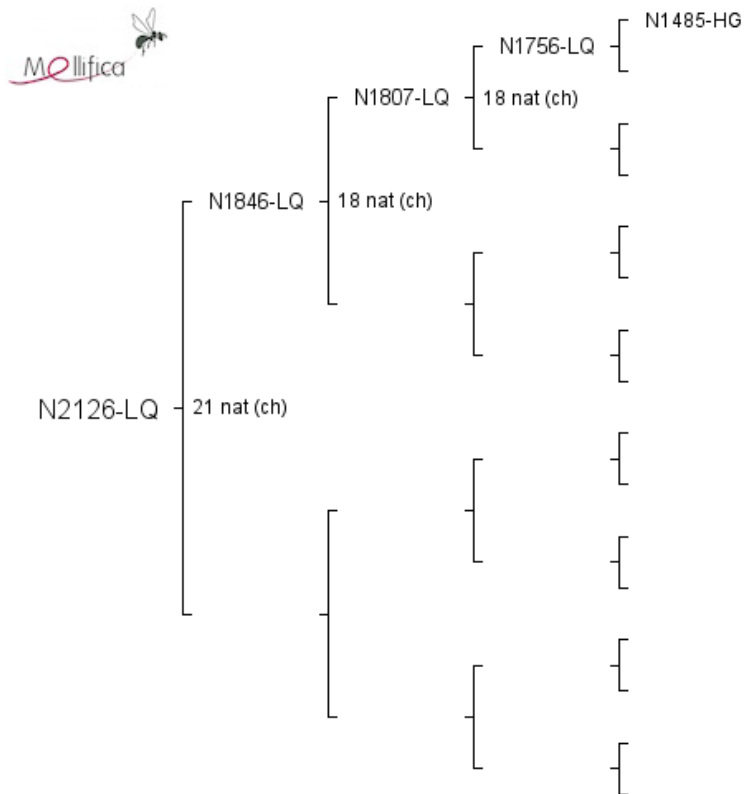 Mellifica
N1485-HG
N1756-LQ
N1807-LQ
18 nat (ch)
N1846-LQ
18 nat (ch)
N2126-LQ
21 nat (ch)